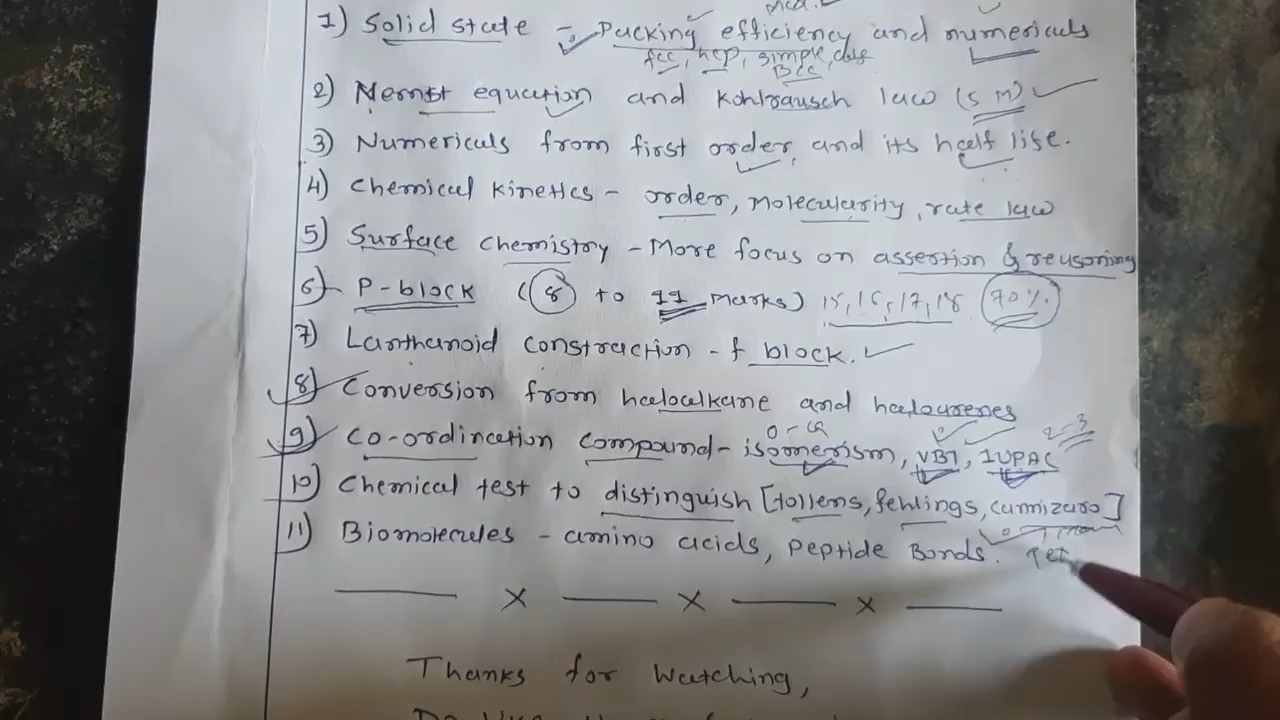 1) Solid state - Packing efficiency and numericals
fcc, hcp, simple,
Bcc
2) Nernst equation and Kohlrausch law (5 m)
3) Numericals from first order, and its half life.
4) Chemical Kinetics - order, Molecularity, rate law
5) Surface Chemistry - More focus on assertion & reasoning
6) P-block (8 to 11 Marks) 15, 16, 17, 18 70%.
7) Lanthanoid constraction - f block.
8) Conversion from haloalkane and haloarenes
9) Co-ordination Compound - isomerism, VBT, IUPAC 2-3
10) Chemical test to distinguish [tollens, fehlings, cannizaro]
11) Biomolecules - amino acids, Peptide Bonds.
x x x
Thanks for Watching,